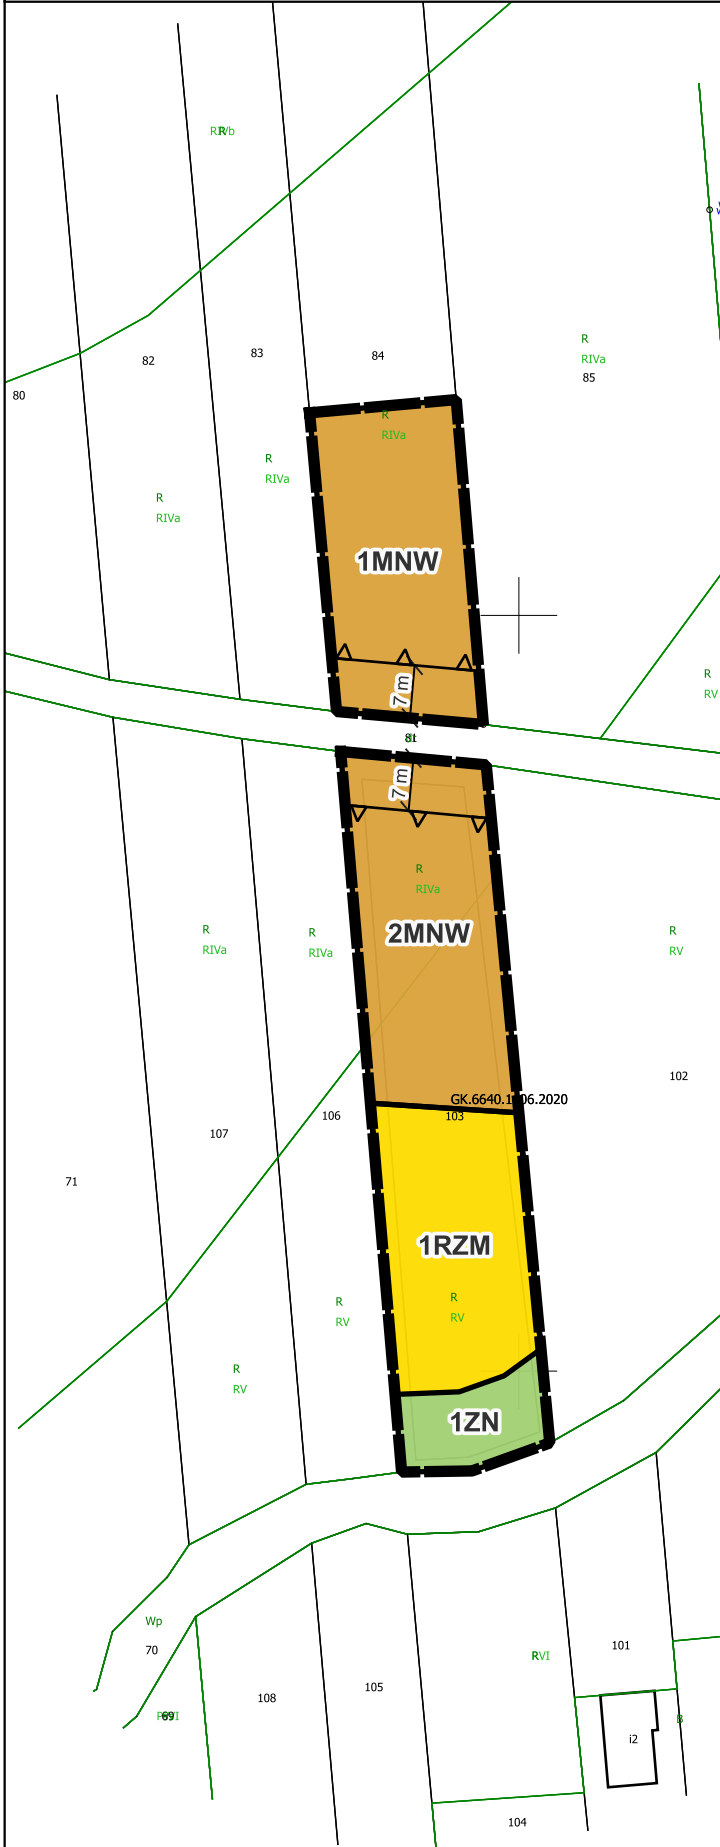 R
R
RIVa
85
84
83
82
80
R
RIVa
R
RIVa
R
RIVa
1MNW
R
RV
7 m
7 m
R
RIVa
R
RIVa
R
RIVa
2MNW
R
RV
102
GK.6640.1
06.2020
103
106
107
71
1RZM
R
RV
R
RV
R
RV
1ZN
Wp
70
69
108
105
RVI
101
B
i2
104